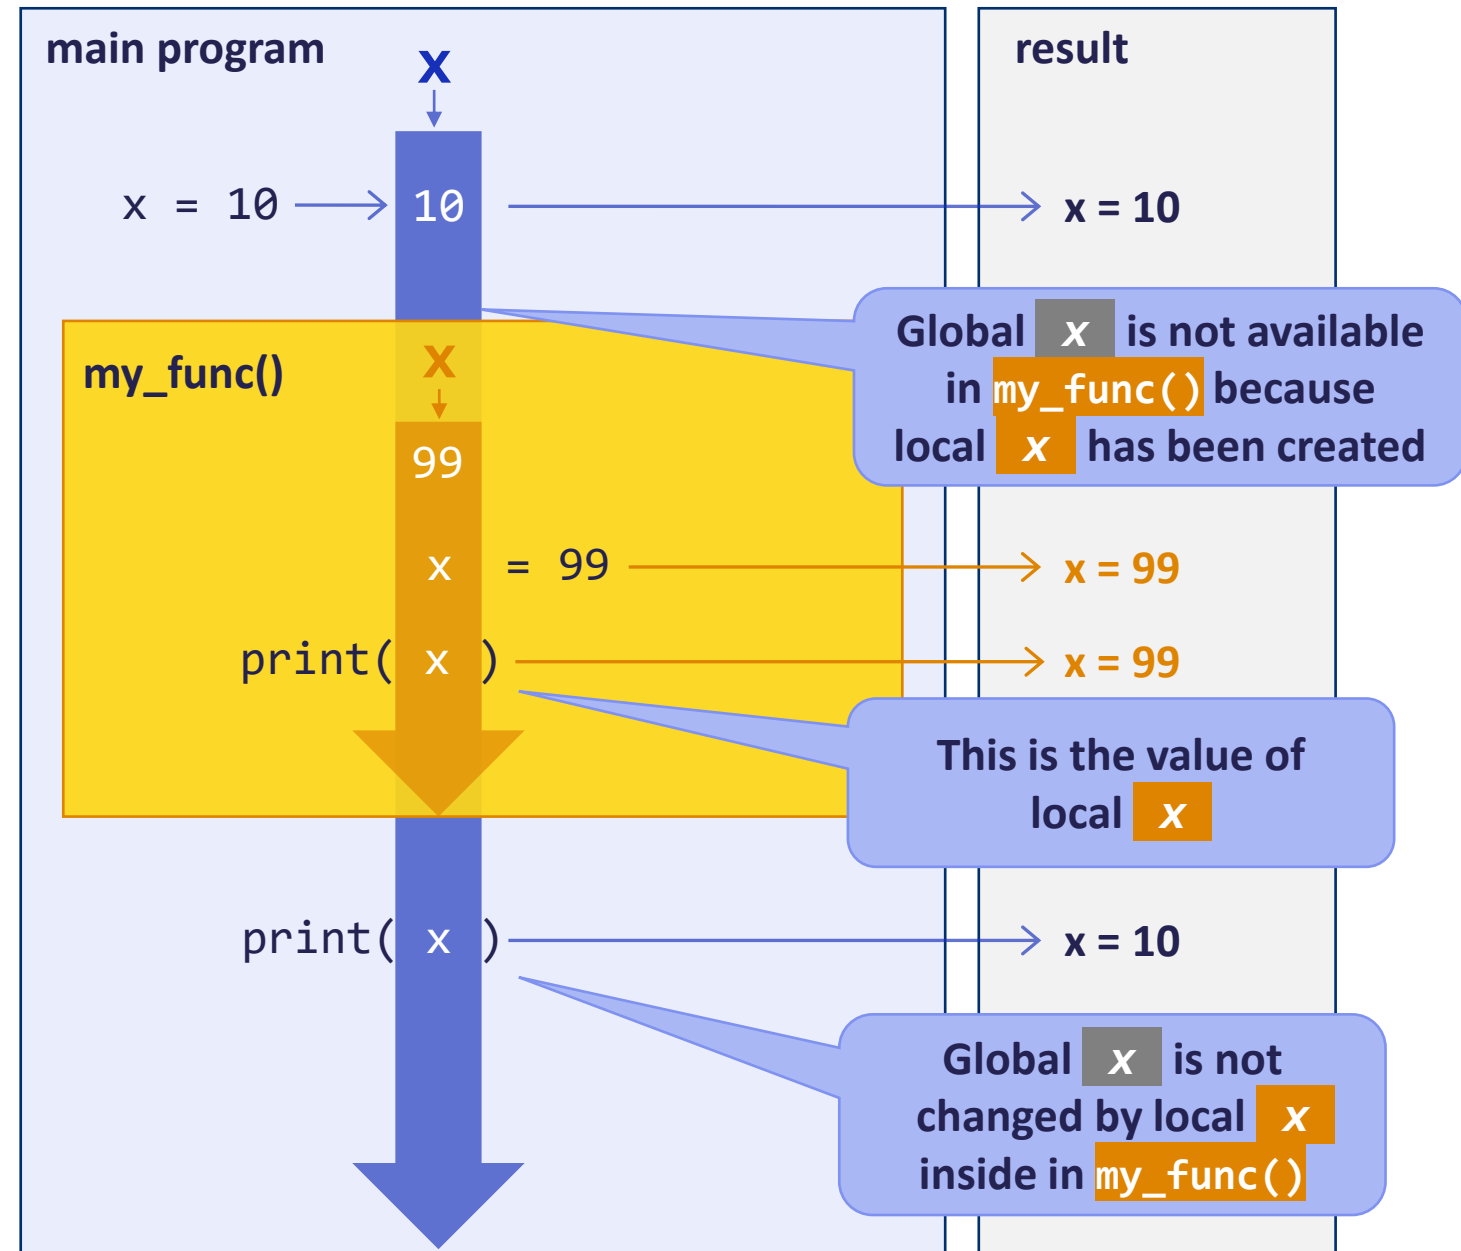 main program
result
x
x = 10
10
x = 10
Global x is not available
in my_func() because
local x has been created
my_func()
x
99
x = 99
x = 99
print( x )
x = 99
This is the value of
local x
print( x )
x = 10
Global x is not
changed by local x
inside in my_func()